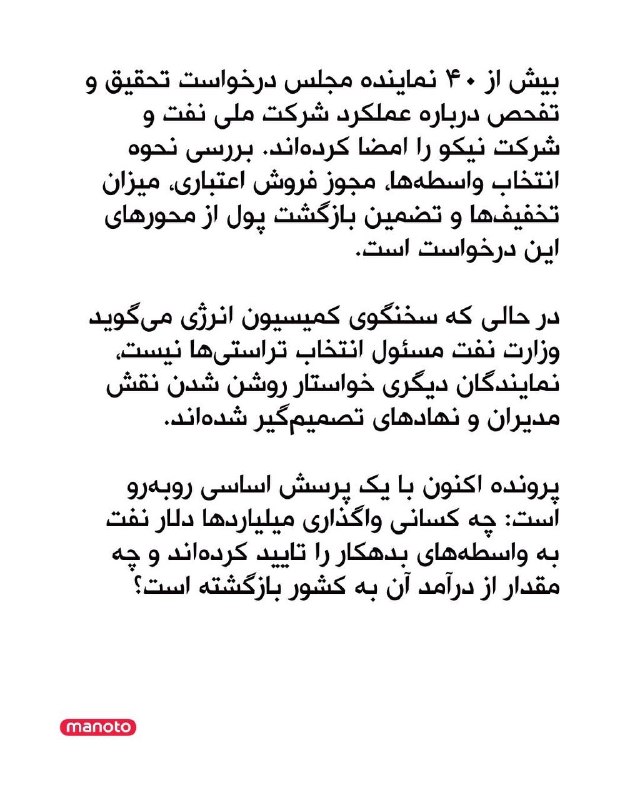 بیش از ۴۰ نماینده مجلس درخواست تحقیق و
تفحص درباره عملکرد شرکت ملی نفت و
شرکت نیکو را امضا کرده‌اند. بررسی نحوه
انتخاب واسطه‌ها، مجوز فروش اعتباری، میزان
تخفیف‌ها و تضمین بازگشت پول از محورهای
این درخواست است.
در حالی که سخنگوی کمیسیون انرژی می‌گوید
وزارت نفت مسئول انتخاب تراستی‌ها نیست،
نمایندگان دیگری خواستار روشن شدن نقش
مدیران و نهادهای تصمیم‌گیر شده‌اند.
پرونده اکنون با یک پرسش اساسی روبه‌رو
است: چه کسانی واگذاری میلیاردها دلار نفت
به واسطه‌های بدهکار را تایید کرده‌اند و چه
مقدار از درآمد آن به کشور بازگشته است؟
manoto